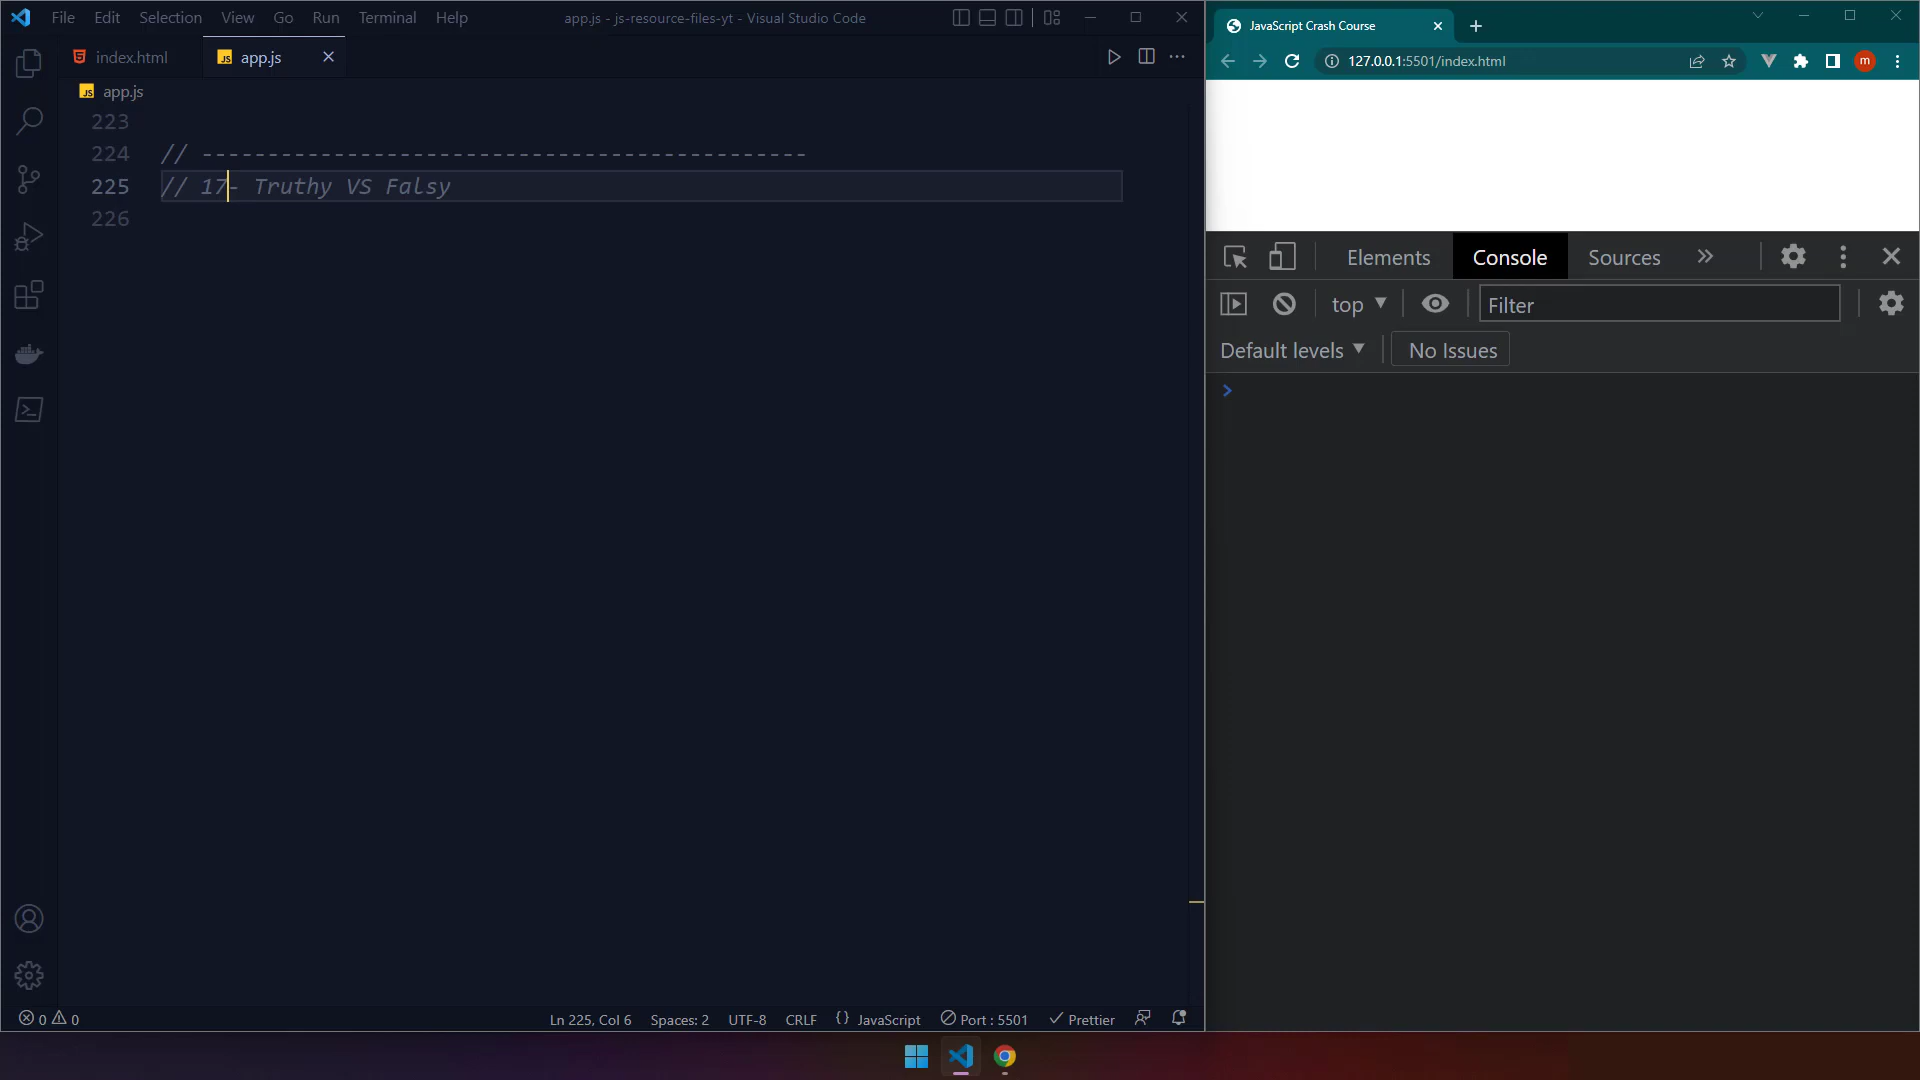 File Edit Selection View Go Run Terminal Help
app.js - js-resource-files-yt - Visual Studio Code
index.html
JS app.js
JS app.js
223
224 // ----------------------------------------------
225 // 17- Truthy VS Falsy
226
0 0
Ln 225, Col 6 Spaces: 2 UTF-8 CRLF {} JavaScript Port : 5501 Prettier
JavaScript Crash Course
127.0.0.1:5501/index.html
m
Elements Console Sources
top Filter
Default levels No Issues